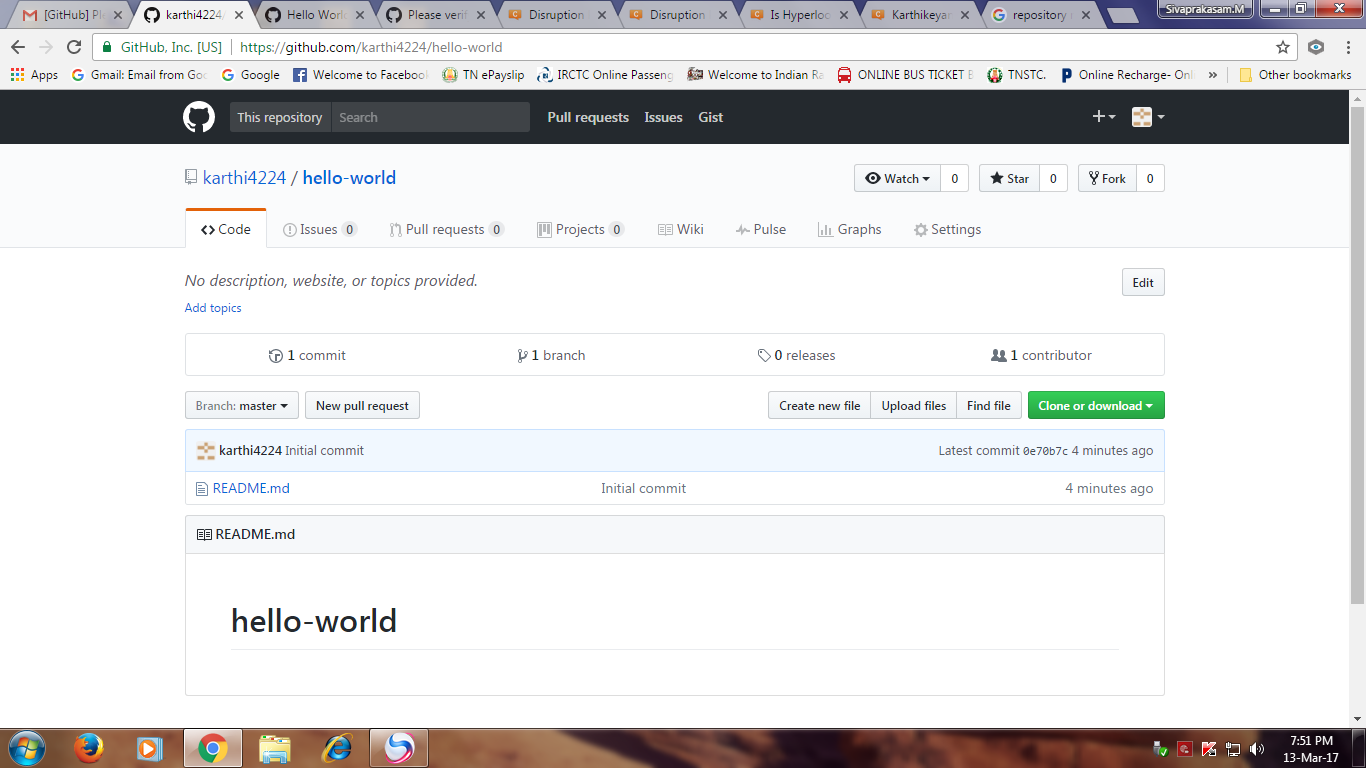 [GitHub] Pl
karthi4224/
Hello World
Please verif
Disruption
Disruption
Is Hyperloo
Karthikeyan
repository
Sivaprakasam.M
GitHub, Inc. [US] https://github.com/karthi4224/hello-world
Apps Gmail: Email from Goo Google Welcome to Facebook TN ePayslip IRCTC Online Passeng Welcome to Indian Ra ONLINE BUS TICKET B TNSTC. Online Recharge- Onl » Other bookmarks
This repository Search Pull requests Issues Gist
karthi4224 / hello-world Watch 0 Star 0 Fork 0
Code Issues 0 Pull requests 0 Projects 0 Wiki Pulse Graphs Settings
No description, website, or topics provided. Edit
Add topics
1 commit 1 branch 0 releases 1 contributor
Branch: master New pull request Create new file Upload files Find file Clone or download
karthi4224 Initial commit Latest commit 0e70b7c 4 minutes ago
README.md Initial commit 4 minutes ago
README.md
hello-world
7:51 PM
13-Mar-17